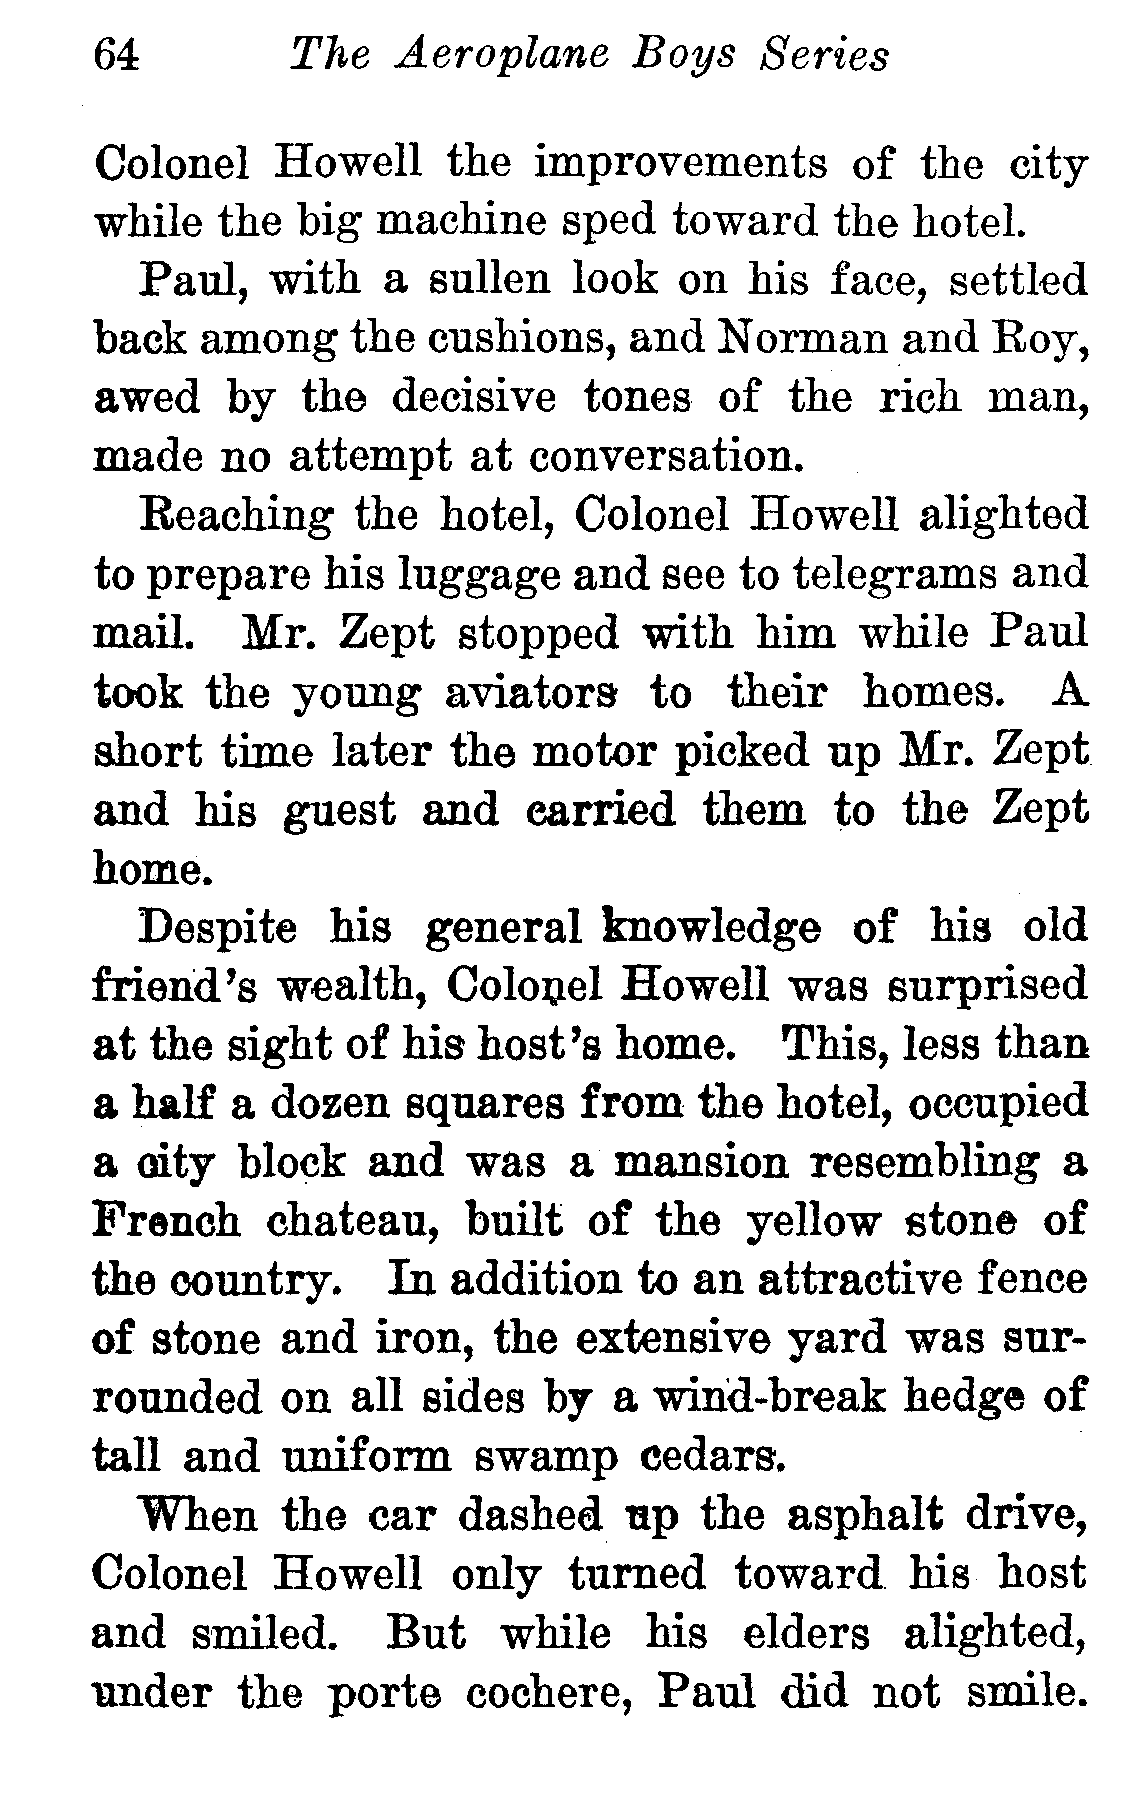 64 The Aeroplane Boys Series
Colonel Howell the improvements of the city
while the big machine sped toward the hotel.
Paul, with a sullen look on his face, settled
back among the cushions, and Norman and Roy,
awed by the decisive tones of the rich man,
made no attempt at conversation.
Reaching the hotel, Colonel Howell alighted
to prepare his luggage and see to telegrams and
mail. Mr. Zept stopped with him while Paul
took the young aviators to their homes. A
short time later the motor picked up Mr. Zept
and his guest and carried them to the Zept
home.
Despite his general knowledge of his old
friend's wealth, Colonel Howell was surprised
at the sight of his host's home. This, less than
a half a dozen squares from the hotel, occupied
a city block and was a mansion resembling a
French chateau, built of the yellow stone of
the country. In addition to an attractive fence
of stone and iron, the extensive yard was sur-
rounded on all sides by a wind-break hedge of
tall and uniform swamp cedars.
When the car dashed up the asphalt drive,
Colonel Howell only turned toward his host
and smiled. But while his elders alighted,
under the porte cochere, Paul did not smile.